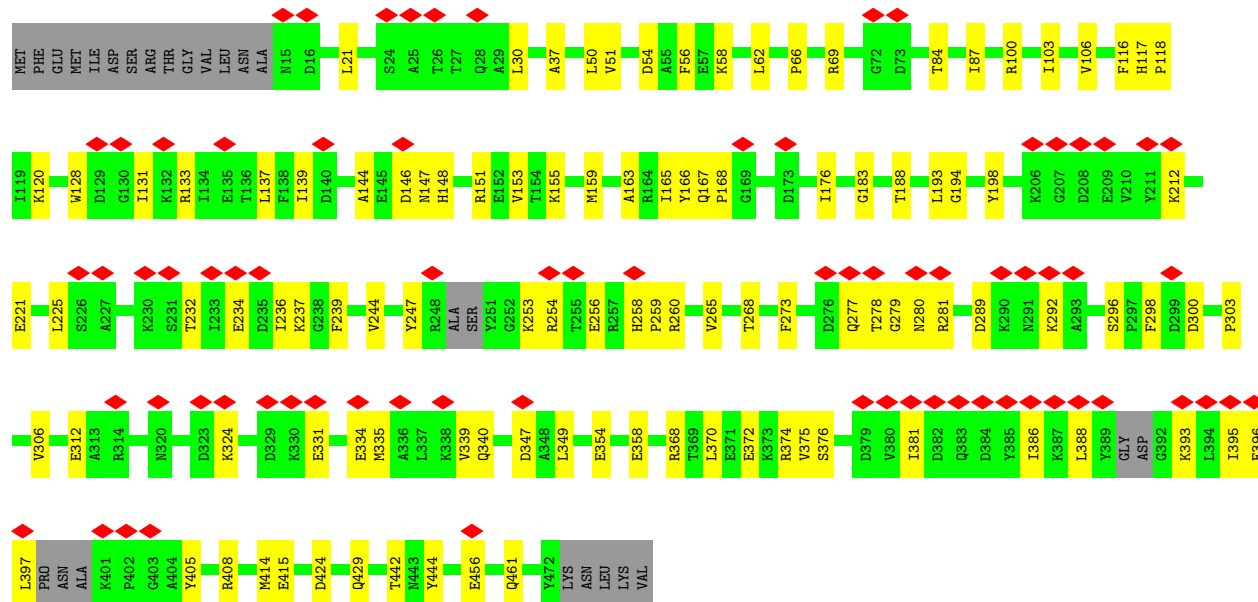 MET PHE GLU MET ILE ASP SER ARG THR GLY VAL LEU ASN ALA N15 D16 L21 S24 A25 T26 T27 Q28 A29 L30 A37 L50 V51 D54 A55 F56 E57 K58 L62 P66 R69 G72 D73 T84 I87 R100 I103 V106 F116 H117 P118
I119 K120 W128 D129 G130 I131 K132 R133 I134 E135 T136 L137 F138 I139 D140 A144 E145 D146 N147 H148 R151 E152 V153 T154 K155 M159 A163 R164 I165 Y166 Q167 P168 G169 D173 I176 G183 T188 L193 G194 Y198 K206 G207 D208 E209 V210 Y211 K212
E221 L225 S226 A227 K230 S231 T232 I233 E234 D235 I236 K237 G238 F239 V244 Y247 R248 ALA SER Y251 G252 K253 R254 T255 E256 R257 H258 P259 R260 V265 T268 F273 D276 Q277 T278 G279 N280 R281 D289 K290 N291 K292 A293 S296 P297 F298 D299 D300 P303
V306 E312 A313 R314 N320 D323 K324 D329 K330 E331 E334 M335 A336 L337 K338 V339 Q340 D347 A348 L349 E354 E358 R368 T369 L370 E371 E372 K373 R374 V375 S376 D379 V380 I381 D382 Q383 D384 Y385 I386 K387 L388 Y389 GLY ASP G392 K393 L394 I395 E396
L397 PRO ASN ALA K401 P402 G403 A404 Y405 R408 M414 E415 D424 Q429 T442 N443 Y444 E456 Q461 Y472 LYS ASN LEU LYS VAL